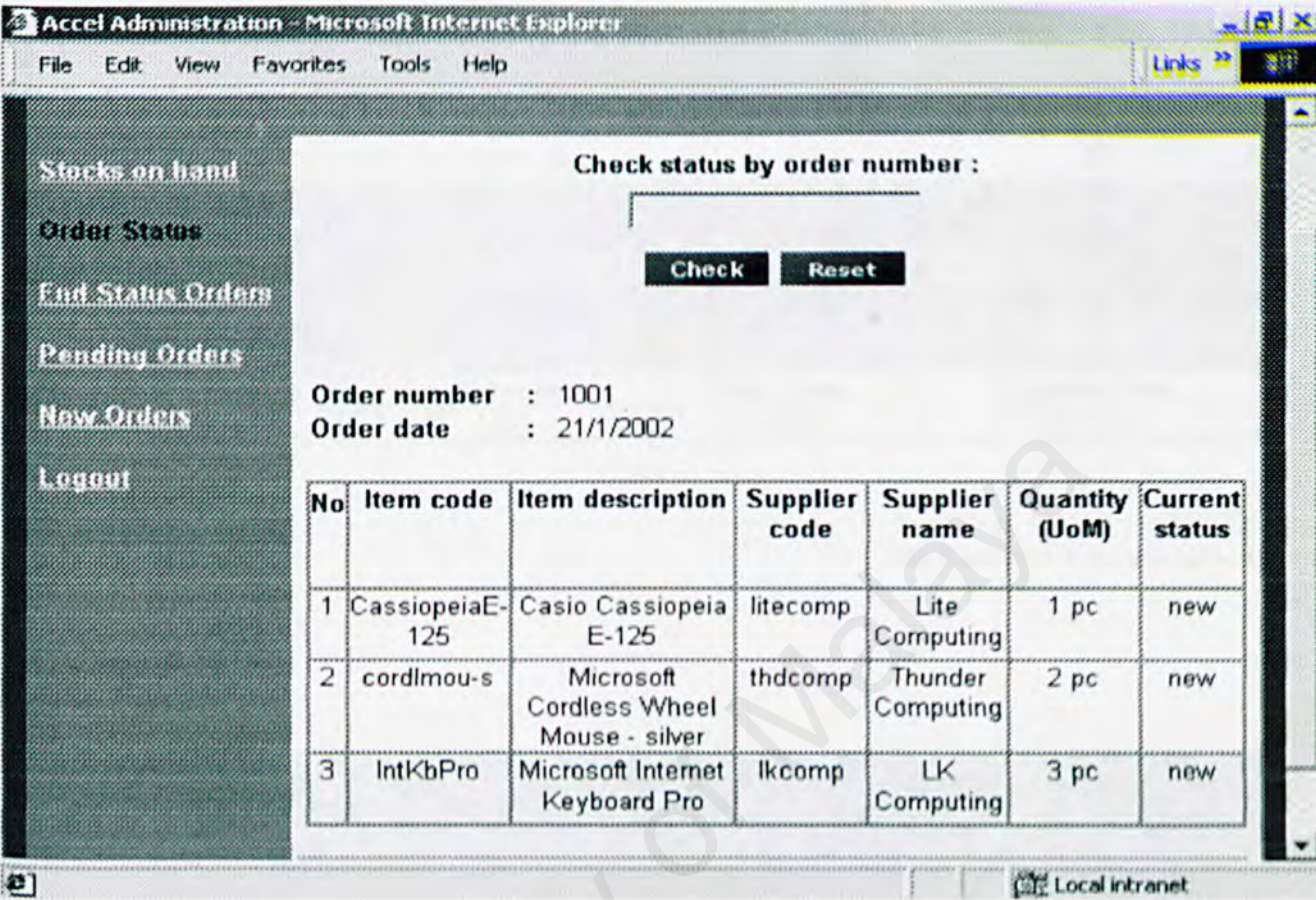 Accel Administration - Microsoft Internet Explorer
File Edit View Favorites Tools Help
Links »
Stocks on hand
Order Status
End Status Orders
Pending Orders
New Orders
Logout
Check status by order number :
Check Reset
Order number : 1001
Order date : 21/1/2002
No Item code Item description Supplier code Supplier name Quantity (UoM) Current status
1 CassiopeiaE-125 Casio Cassiopeia E-125 litecomp Lite Computing 1 pc new
2 cordlmou-s Microsoft Cordless Wheel Mouse - silver thdcomp Thunder Computing 2 pc new
3 IntKbPro Microsoft Internet Keyboard Pro lkcomp LK Computing 3 pc new
Local intranet
of Malaya